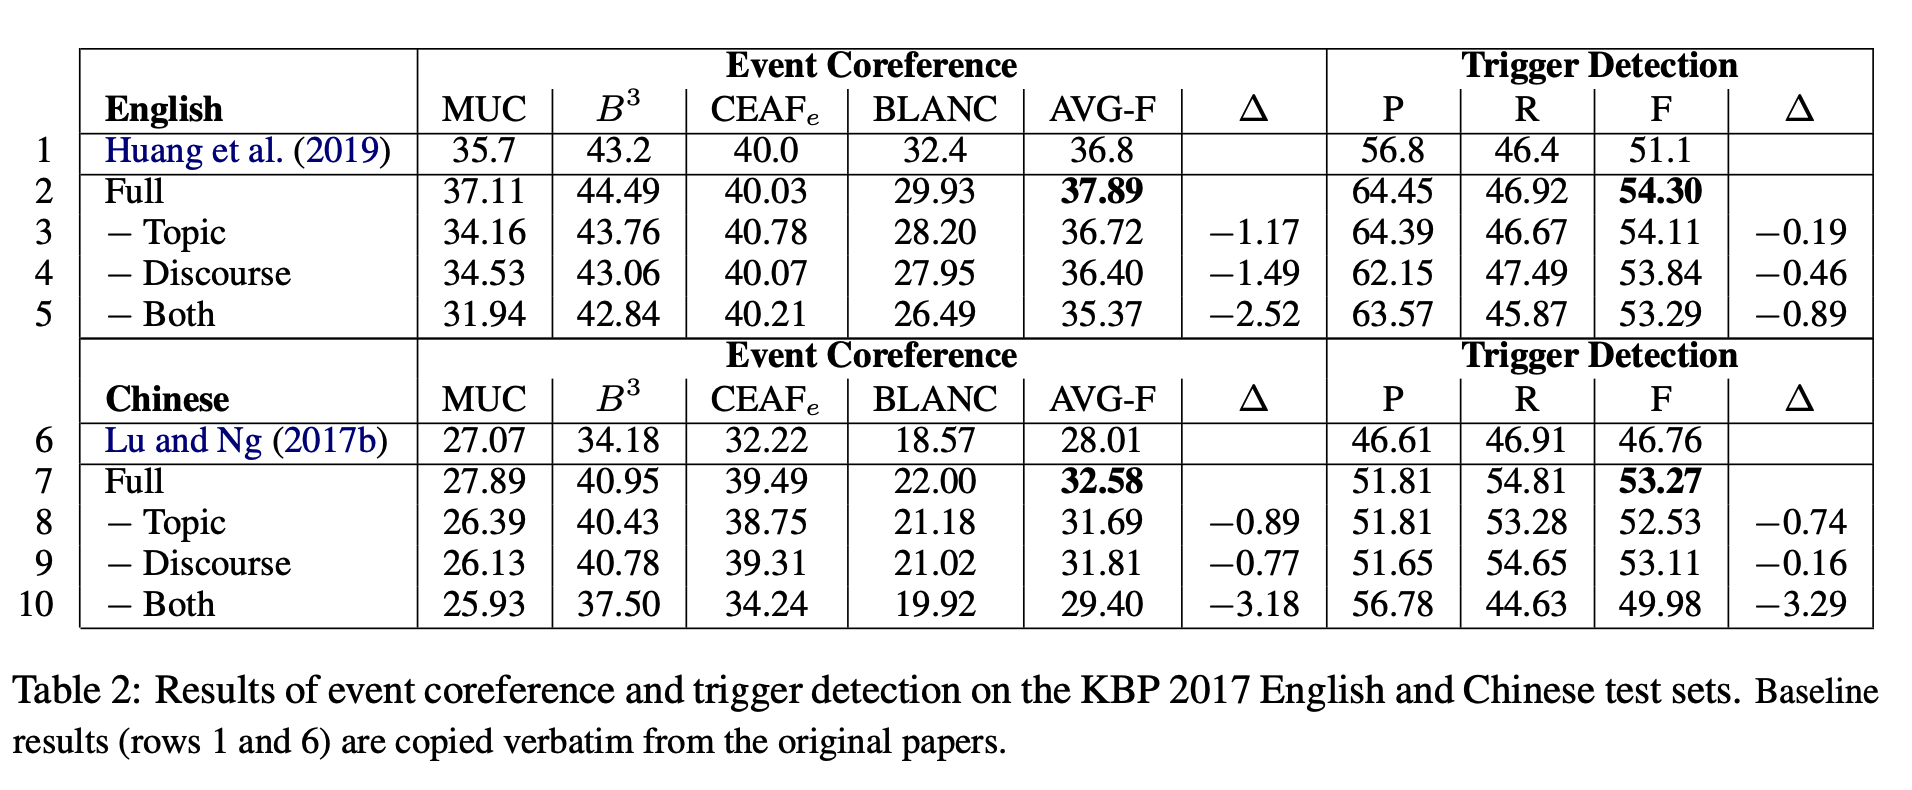 Event Coreference Trigger Detection
English MUC B³ CEAFₑ BLANC AVG-F Δ P R F Δ
1 Huang et al. (2019) 35.7 43.2 40.0 32.4 36.8 56.8 46.4 51.1
2 Full 37.11 44.49 40.03 29.93 37.89 64.45 46.92 54.30
3 − Topic 34.16 43.76 40.78 28.20 36.72 −1.17 64.39 46.67 54.11 −0.19
4 − Discourse 34.53 43.06 40.07 27.95 36.40 −1.49 62.15 47.49 53.84 −0.46
5 − Both 31.94 42.84 40.21 26.49 35.37 −2.52 63.57 45.87 53.29 −0.89
Event Coreference Trigger Detection
Chinese MUC B³ CEAFₑ BLANC AVG-F Δ P R F Δ
6 Lu and Ng (2017b) 27.07 34.18 32.22 18.57 28.01 46.61 46.91 46.76
7 Full 27.89 40.95 39.49 22.00 32.58 51.81 54.81 53.27
8 − Topic 26.39 40.43 38.75 21.18 31.69 −0.89 51.81 53.28 52.53 −0.74
9 − Discourse 26.13 40.78 39.31 21.02 31.81 −0.77 51.65 54.65 53.11 −0.16
10 − Both 25.93 37.50 34.24 19.92 29.40 −3.18 56.78 44.63 49.98 −3.29
Table 2: Results of event coreference and trigger detection on the KBP 2017 English and Chinese test sets. Baseline
results (rows 1 and 6) are copied verbatim from the original papers.